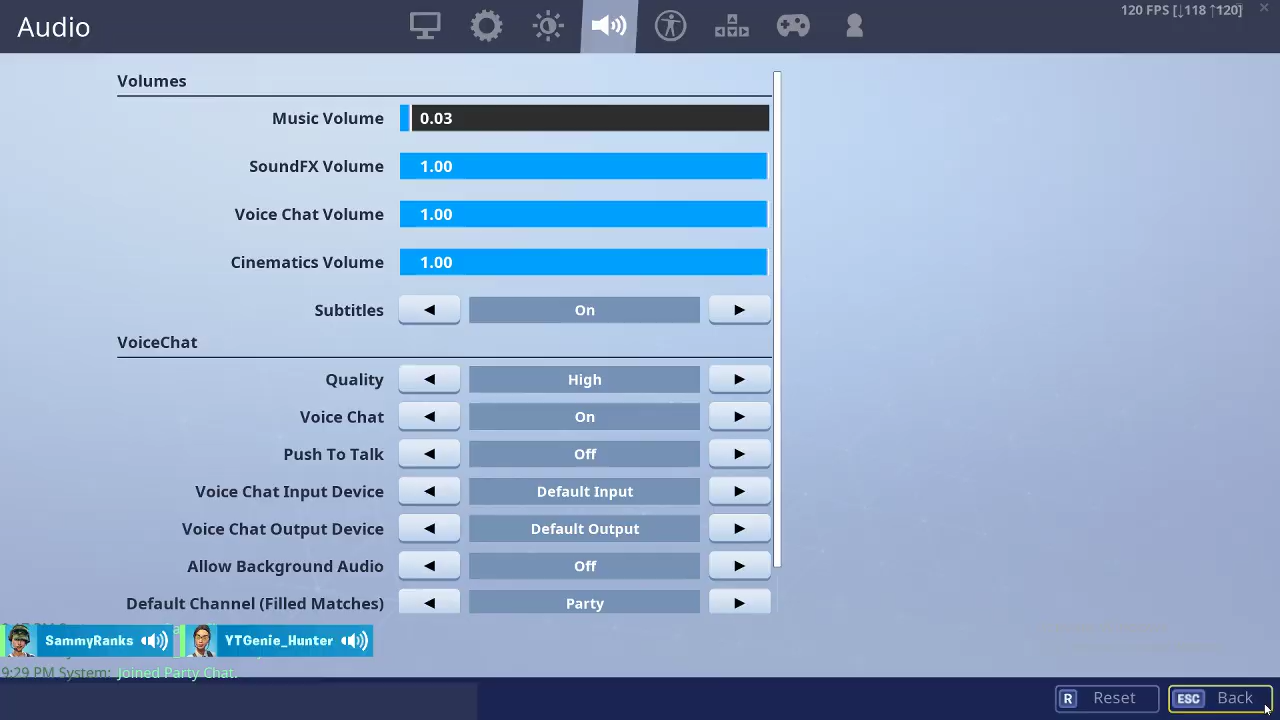 120 FPS [↓118 ↑120]
Audio
Volumes
Music Volume 0.03
SoundFX Volume 1.00
Voice Chat Volume 1.00
Cinematics Volume 1.00
Subtitles ◀ On ▶
VoiceChat
Quality ◀ High ▶
Voice Chat ◀ On ▶
Push To Talk ◀ Off ▶
Voice Chat Input Device ◀ Default Input ▶
Voice Chat Output Device ◀ Default Output ▶
Allow Background Audio ◀ Off ▶
Default Channel (Filled Matches) ◀ Party ▶
SammyRanks YTGenie_Hunter
9:29 PM System: Joined Party Chat.
R Reset ESC Back